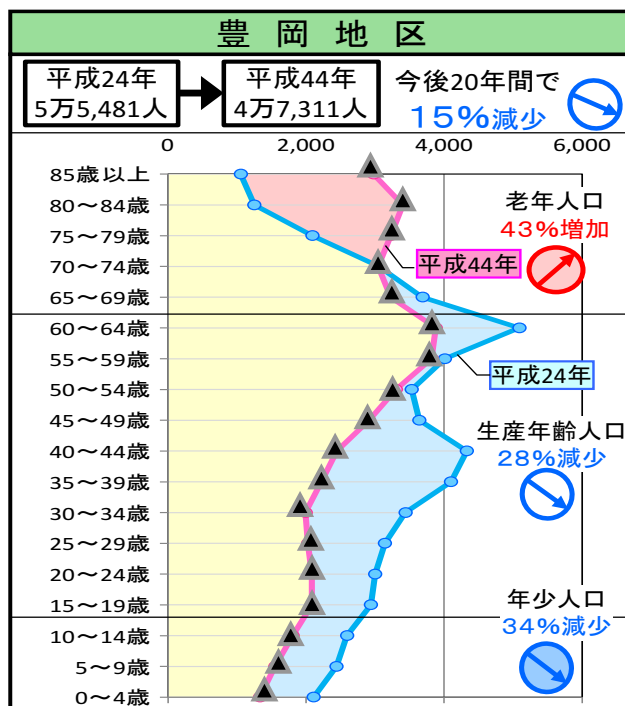 豊岡地区
平成24年
5万5,481人
平成44年
4万7,311人
今後20年間で
15%減少
0 2,000 4,000 6,000
85歳以上
80～84歳
75～79歳
70～74歳
65～69歳
60～64歳
55～59歳
50～54歳
45～49歳
40～44歳
35～39歳
30～34歳
25～29歳
20～24歳
15～19歳
10～14歳
5～9歳
0～4歳
老年人口
43%増加
平成44年
平成24年
生産年齢人口
28%減少
年少人口
34%減少